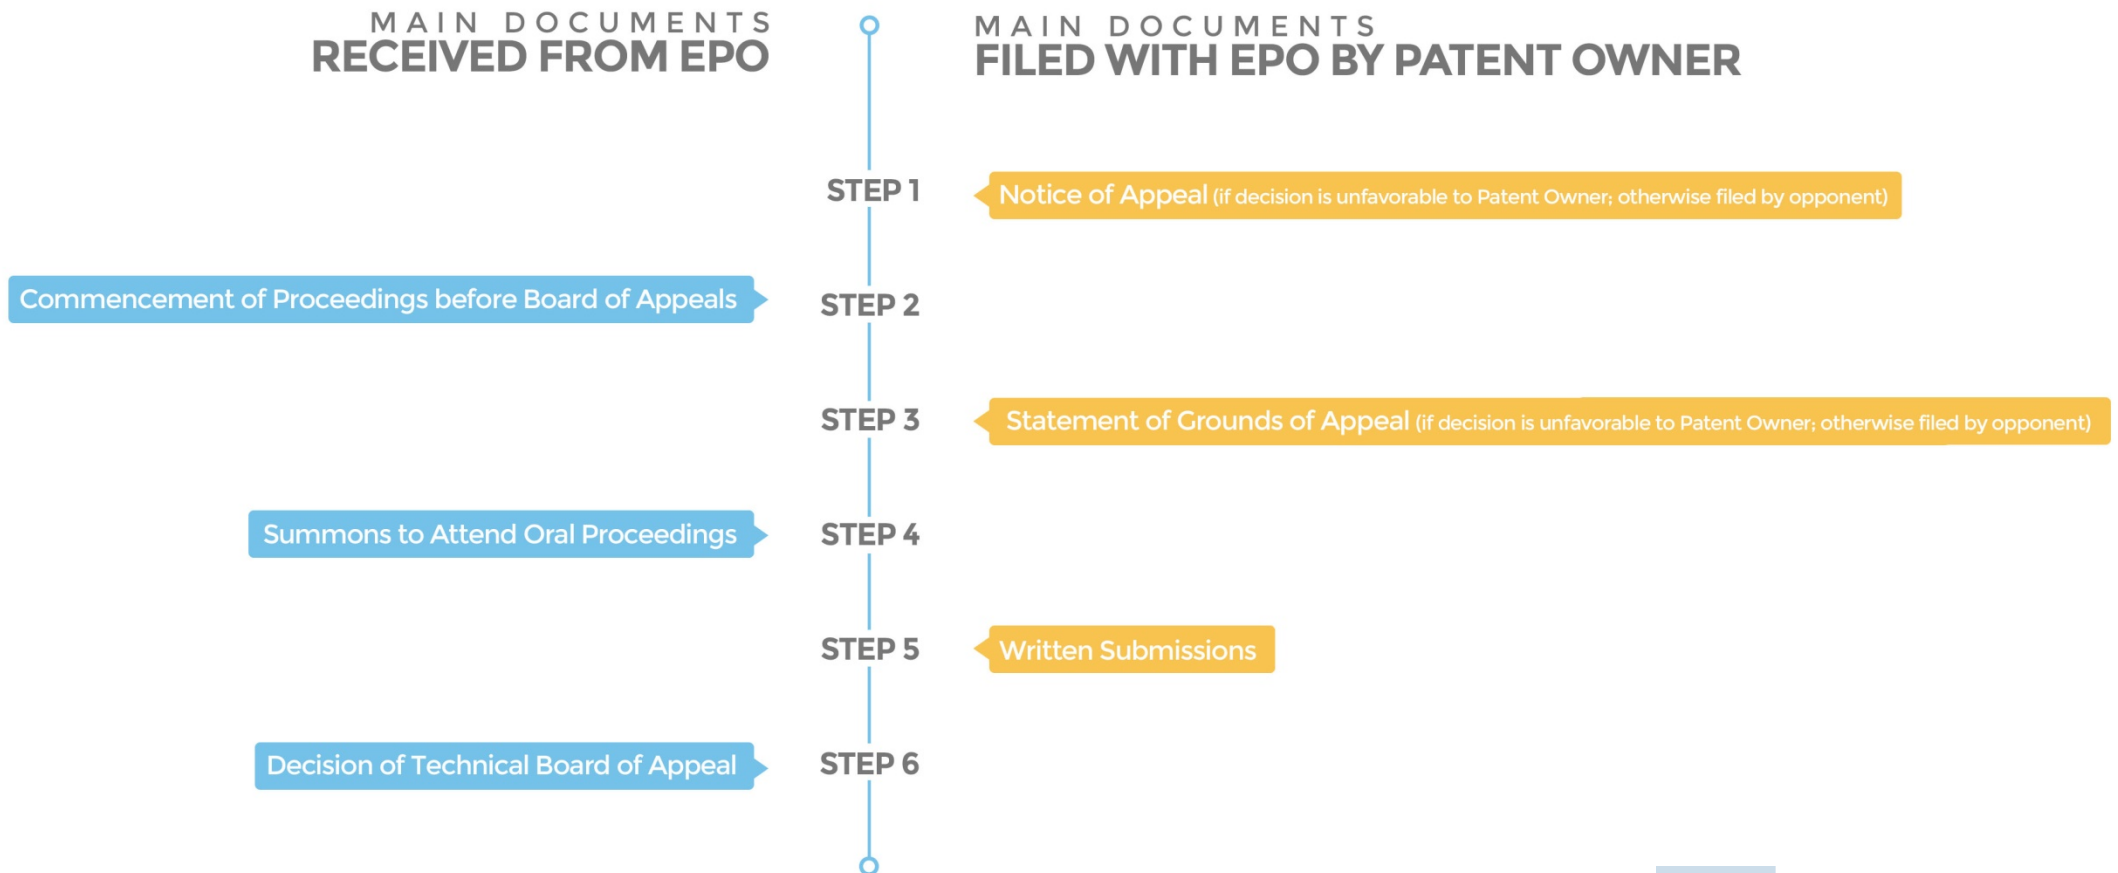 MAIN DOCUMENTS
RECEIVED FROM EPO
MAIN DOCUMENTS
FILED WITH EPO BY PATENT OWNER
STEP 1
Notice of Appeal (if decision is unfavorable to Patent Owner; otherwise filed by opponent)
Commencement of Proceedings before Board of Appeals
STEP 2
STEP 3
Statement of Grounds of Appeal (if decision is unfavorable to Patent Owner; otherwise filed by opponent)
Summons to Attend Oral Proceedings
STEP 4
STEP 5
Written Submissions
Decision of Technical Board of Appeal
STEP 6